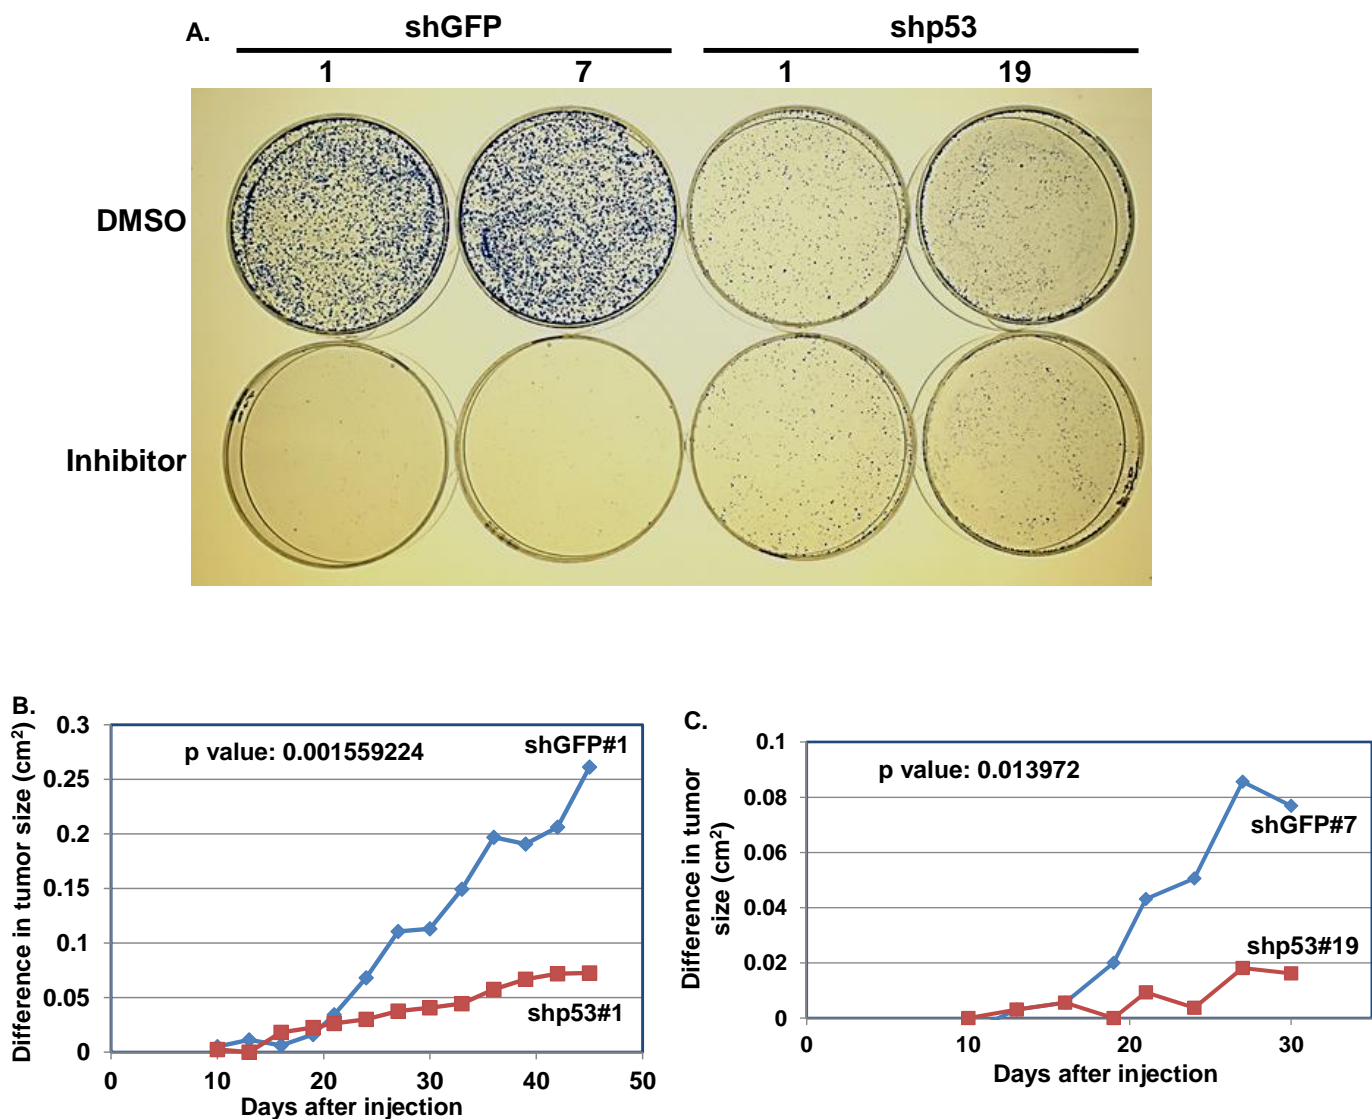 A.
shGFP
shp53
1
7
1
19
DMSO
Inhibitor
B.
Difference in tumor size (cm²)
0.3
0.25
0.2
0.15
0.1
0.05
0
p value: 0.001559224
shGFP#1
shp53#1
0
10
20
30
40
50
Days after injection
C.
Difference in tumor
size (cm²)
0.1
0.08
0.06
0.04
0.02
0
p value: 0.013972
shGFP#7
shp53#19
0
10
20
30
Days after injection